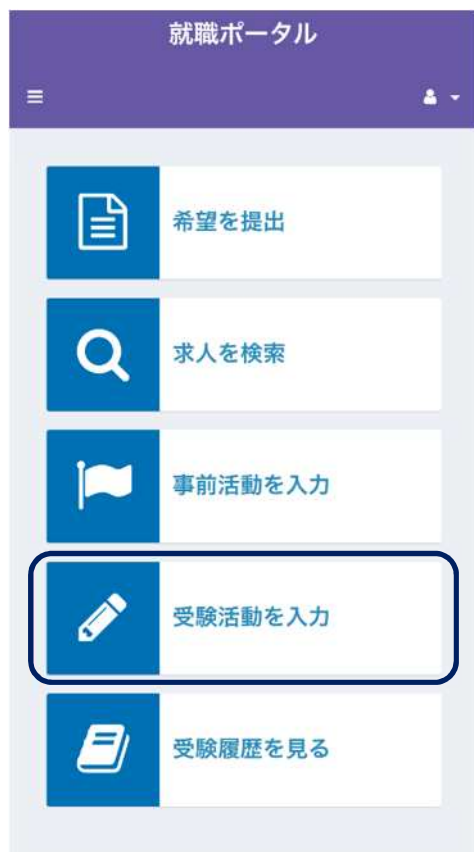 就職ポータル
希望を提出
求人を検索
事前活動を入力
受験活動を入力
受験履歴を見る